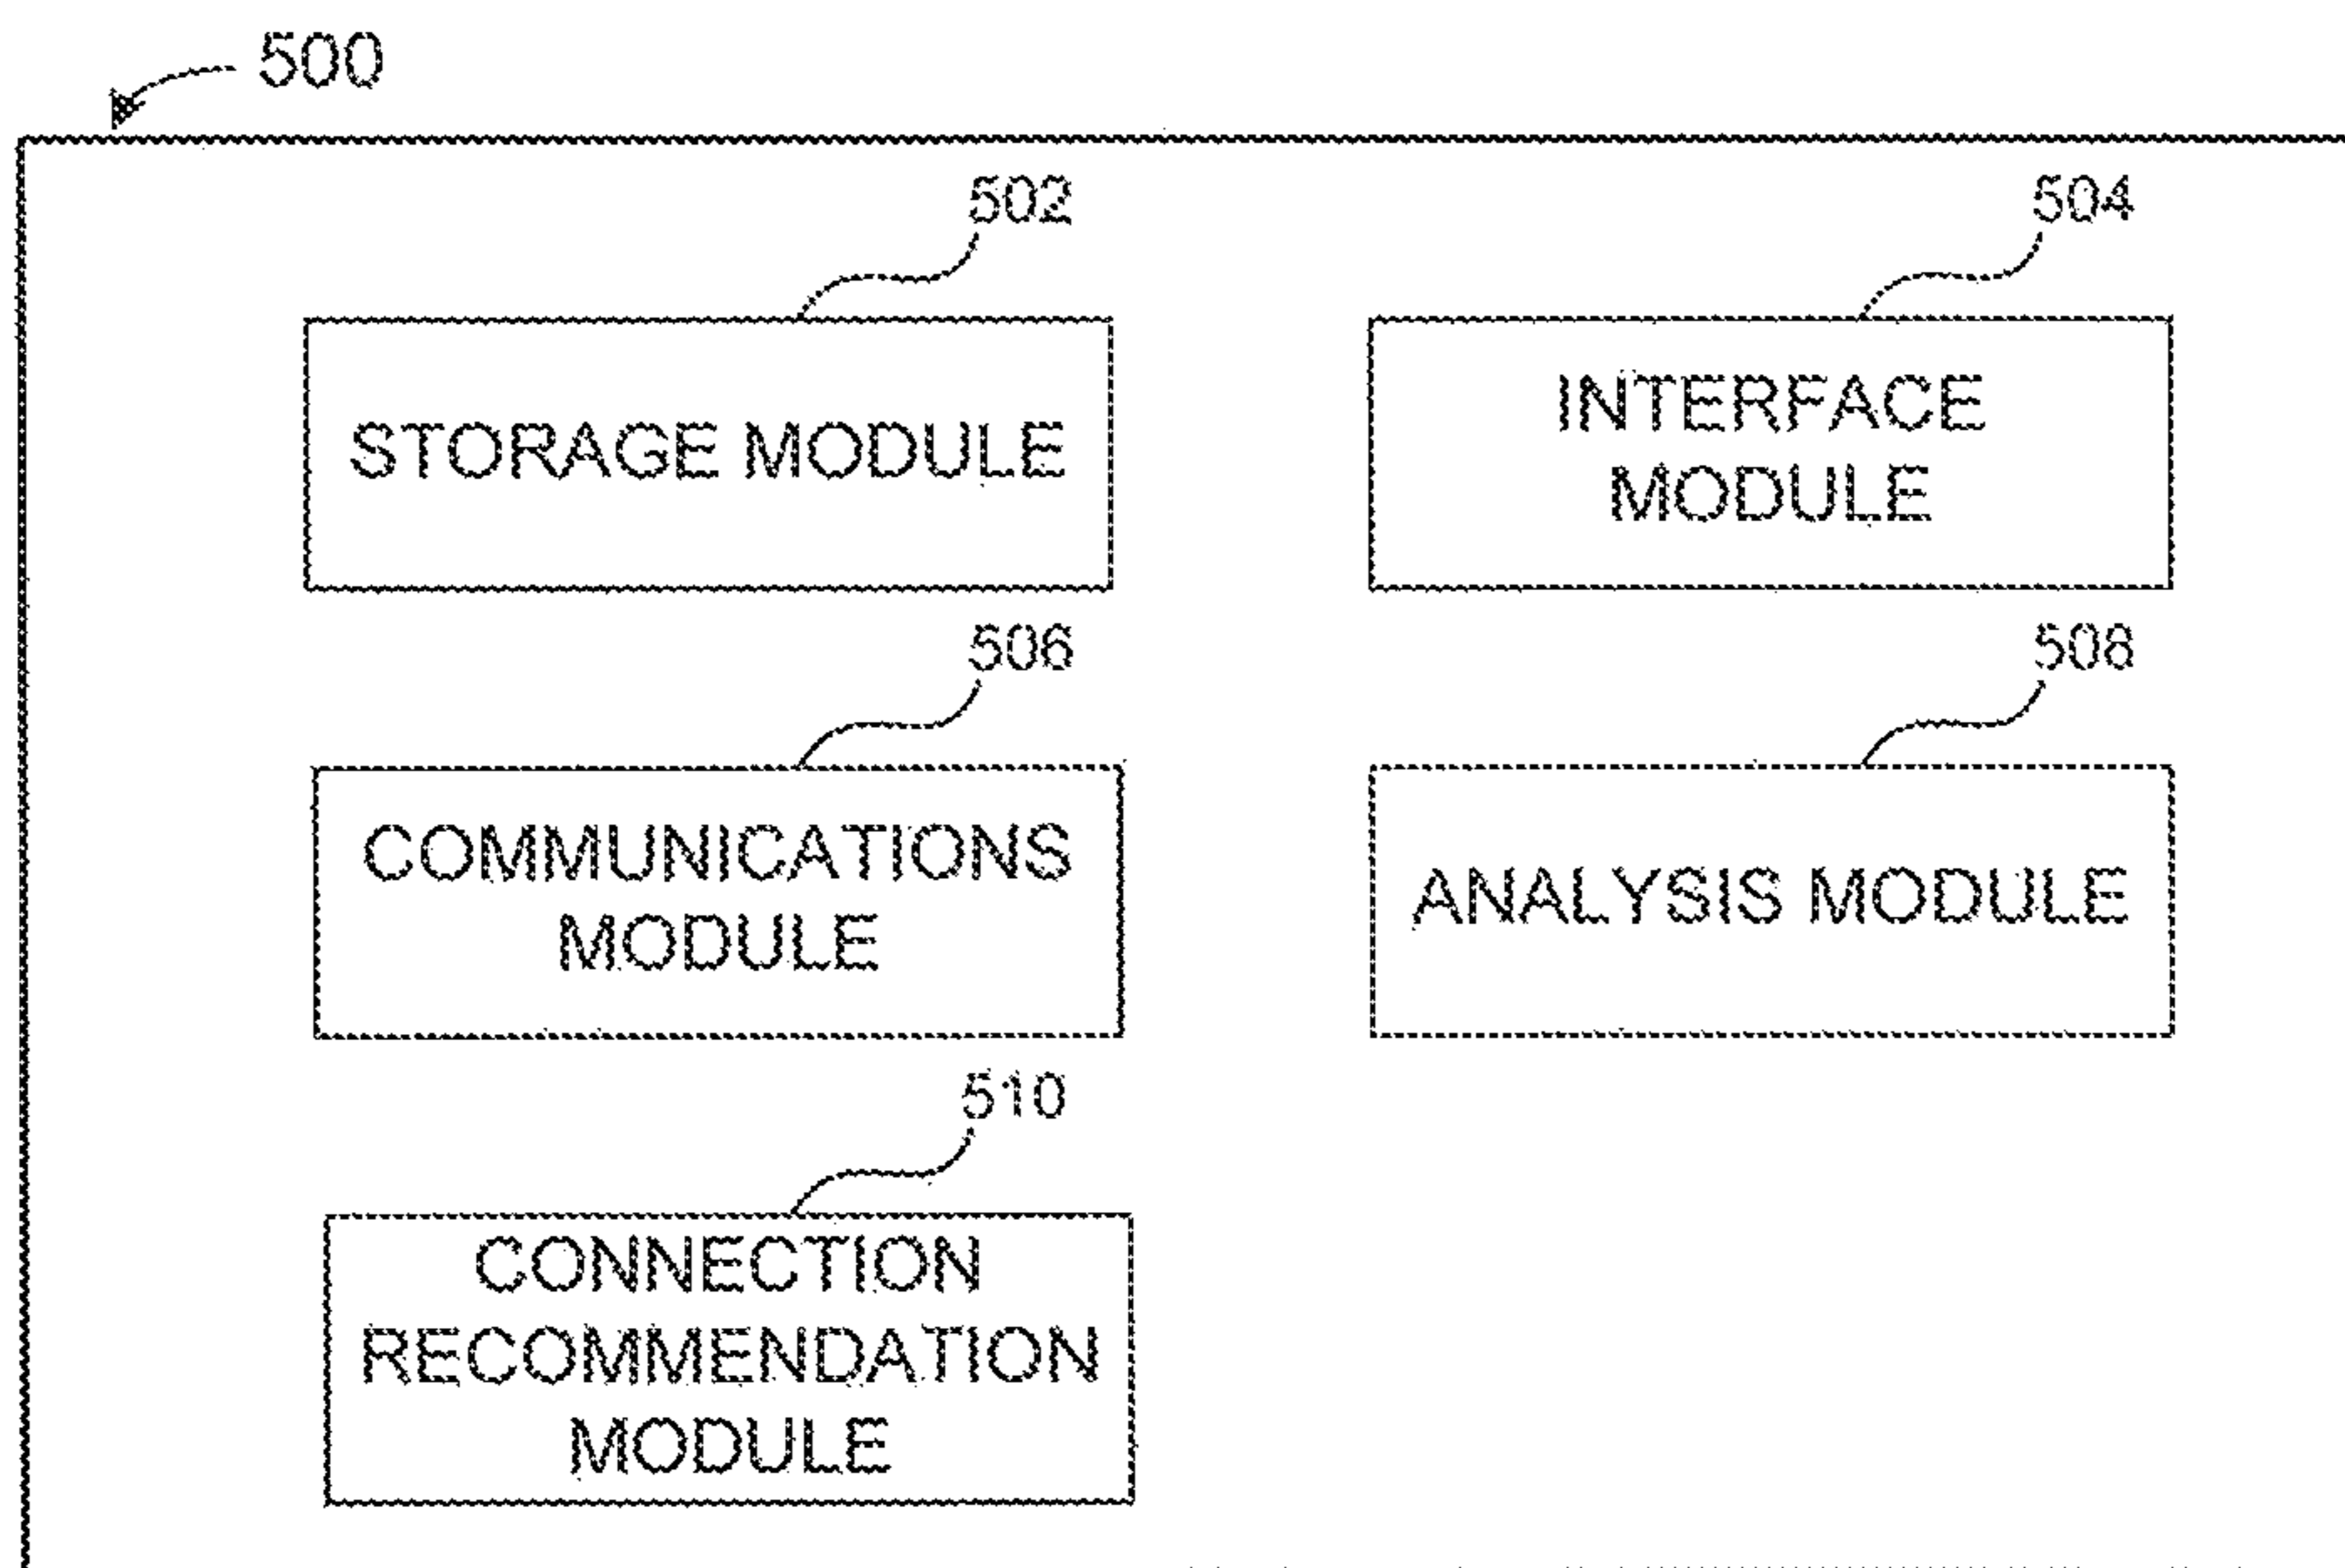 500
502
504
STORAGE MODULE
INTERFACE
MODULE
506
508
COMMUNICATIONS
MODULE
ANALYSIS MODULE
510
CONNECTION
RECOMMENDATION
MODULE